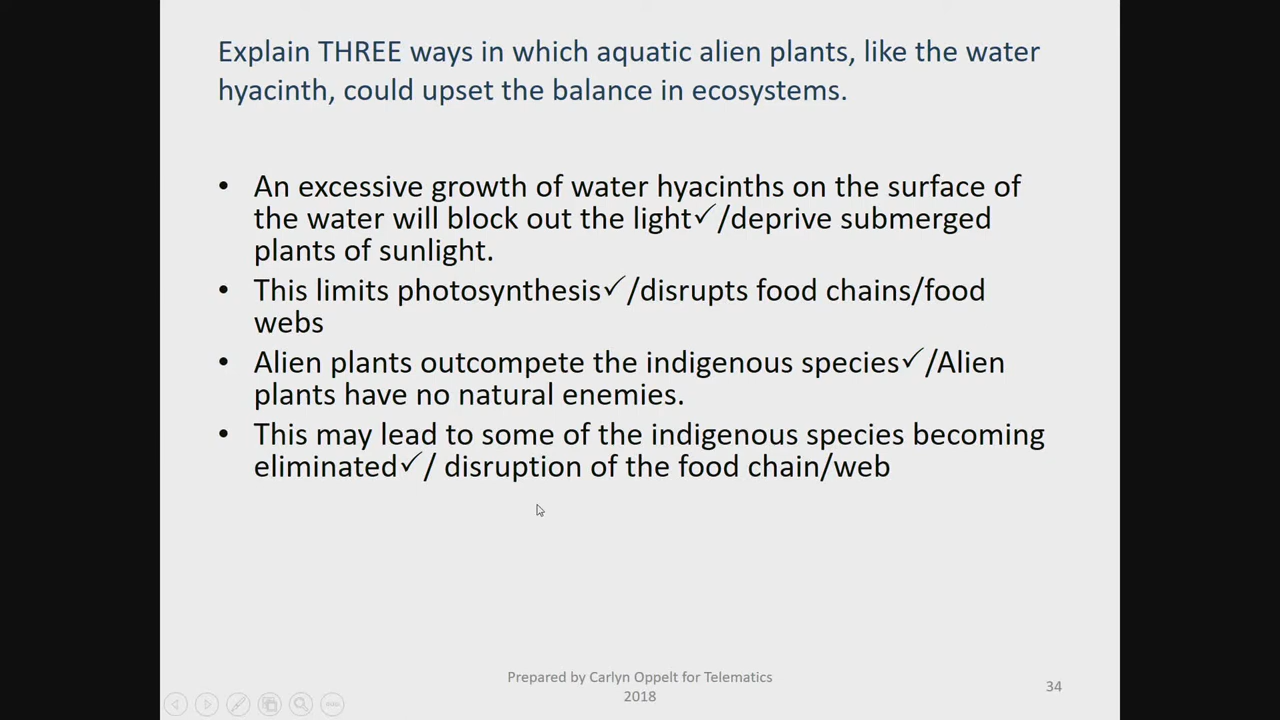 Explain THREE ways in which aquatic alien plants, like the water
hyacinth, could upset the balance in ecosystems.
• An excessive growth of water hyacinths on the surface of
the water will block out the light✓/deprive submerged
plants of sunlight.
• This limits photosynthesis✓/disrupts food chains/food
webs
• Alien plants outcompete the indigenous species✓/Alien
plants have no natural enemies.
• This may lead to some of the indigenous species becoming
eliminated✓/ disruption of the food chain/web
Prepared by Carlyn Oppelt for Telematics
2018
34